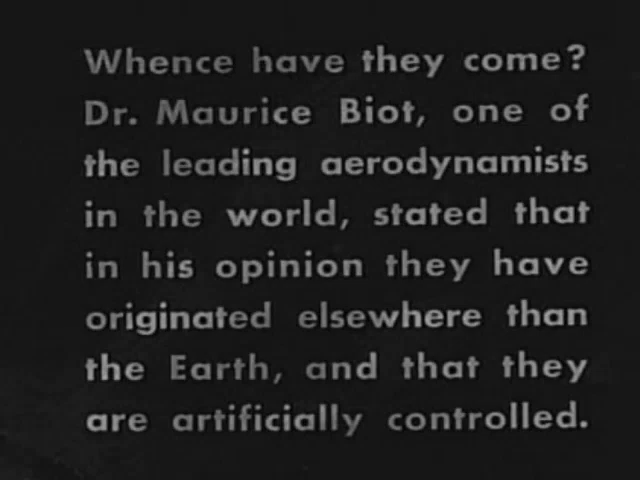 Whence have they come?
Dr. Maurice Biot, one of
the leading aerodynamists
in the world, stated that
in his opinion they have
originated elsewhere than
the Earth, and that they
are artificially controlled.